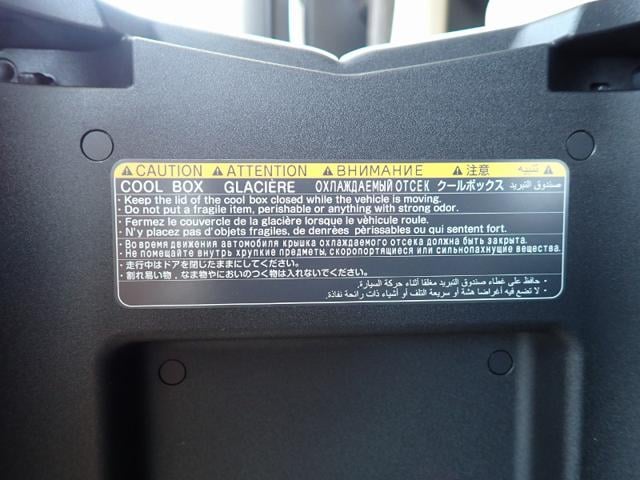 CAUTION ATTENTION ВНИМАНИЕ 注意 تنبيه
COOL BOX GLACIÈRE ОХЛАЖДАЕМЫЙ ОТСЕК クールボックス صندوق التبريد
• Keep the lid of the cool box closed while the vehicle is moving.
• Do not put a fragile item, perishable or anything with strong odor.
• Fermez le couvercle de la glacière lorsque le vèhicule roule.
• N'y placez pas d'objets fragiles, de denrèes pèrissables ou qui sentent fort.
• Во время движения автомобиля крышка охлаждаемого отсека должна быть закрыта.
• Не помещайте внутрь хрупкие предметы, скоропортящиеся или сильнопахнущие вещества.
• 走行中はドアを閉じたままにしてください。
• 割れ易い物、なま物やにおいのつく物は入れないでください。
• حافظ على غطاء صندوق التبريد مغلقا أثناء حركة السيارة.
• لا تضع فيه أغراضا هشة أو سريعة التلف أو أشياء ذات رائحة نفاذة.